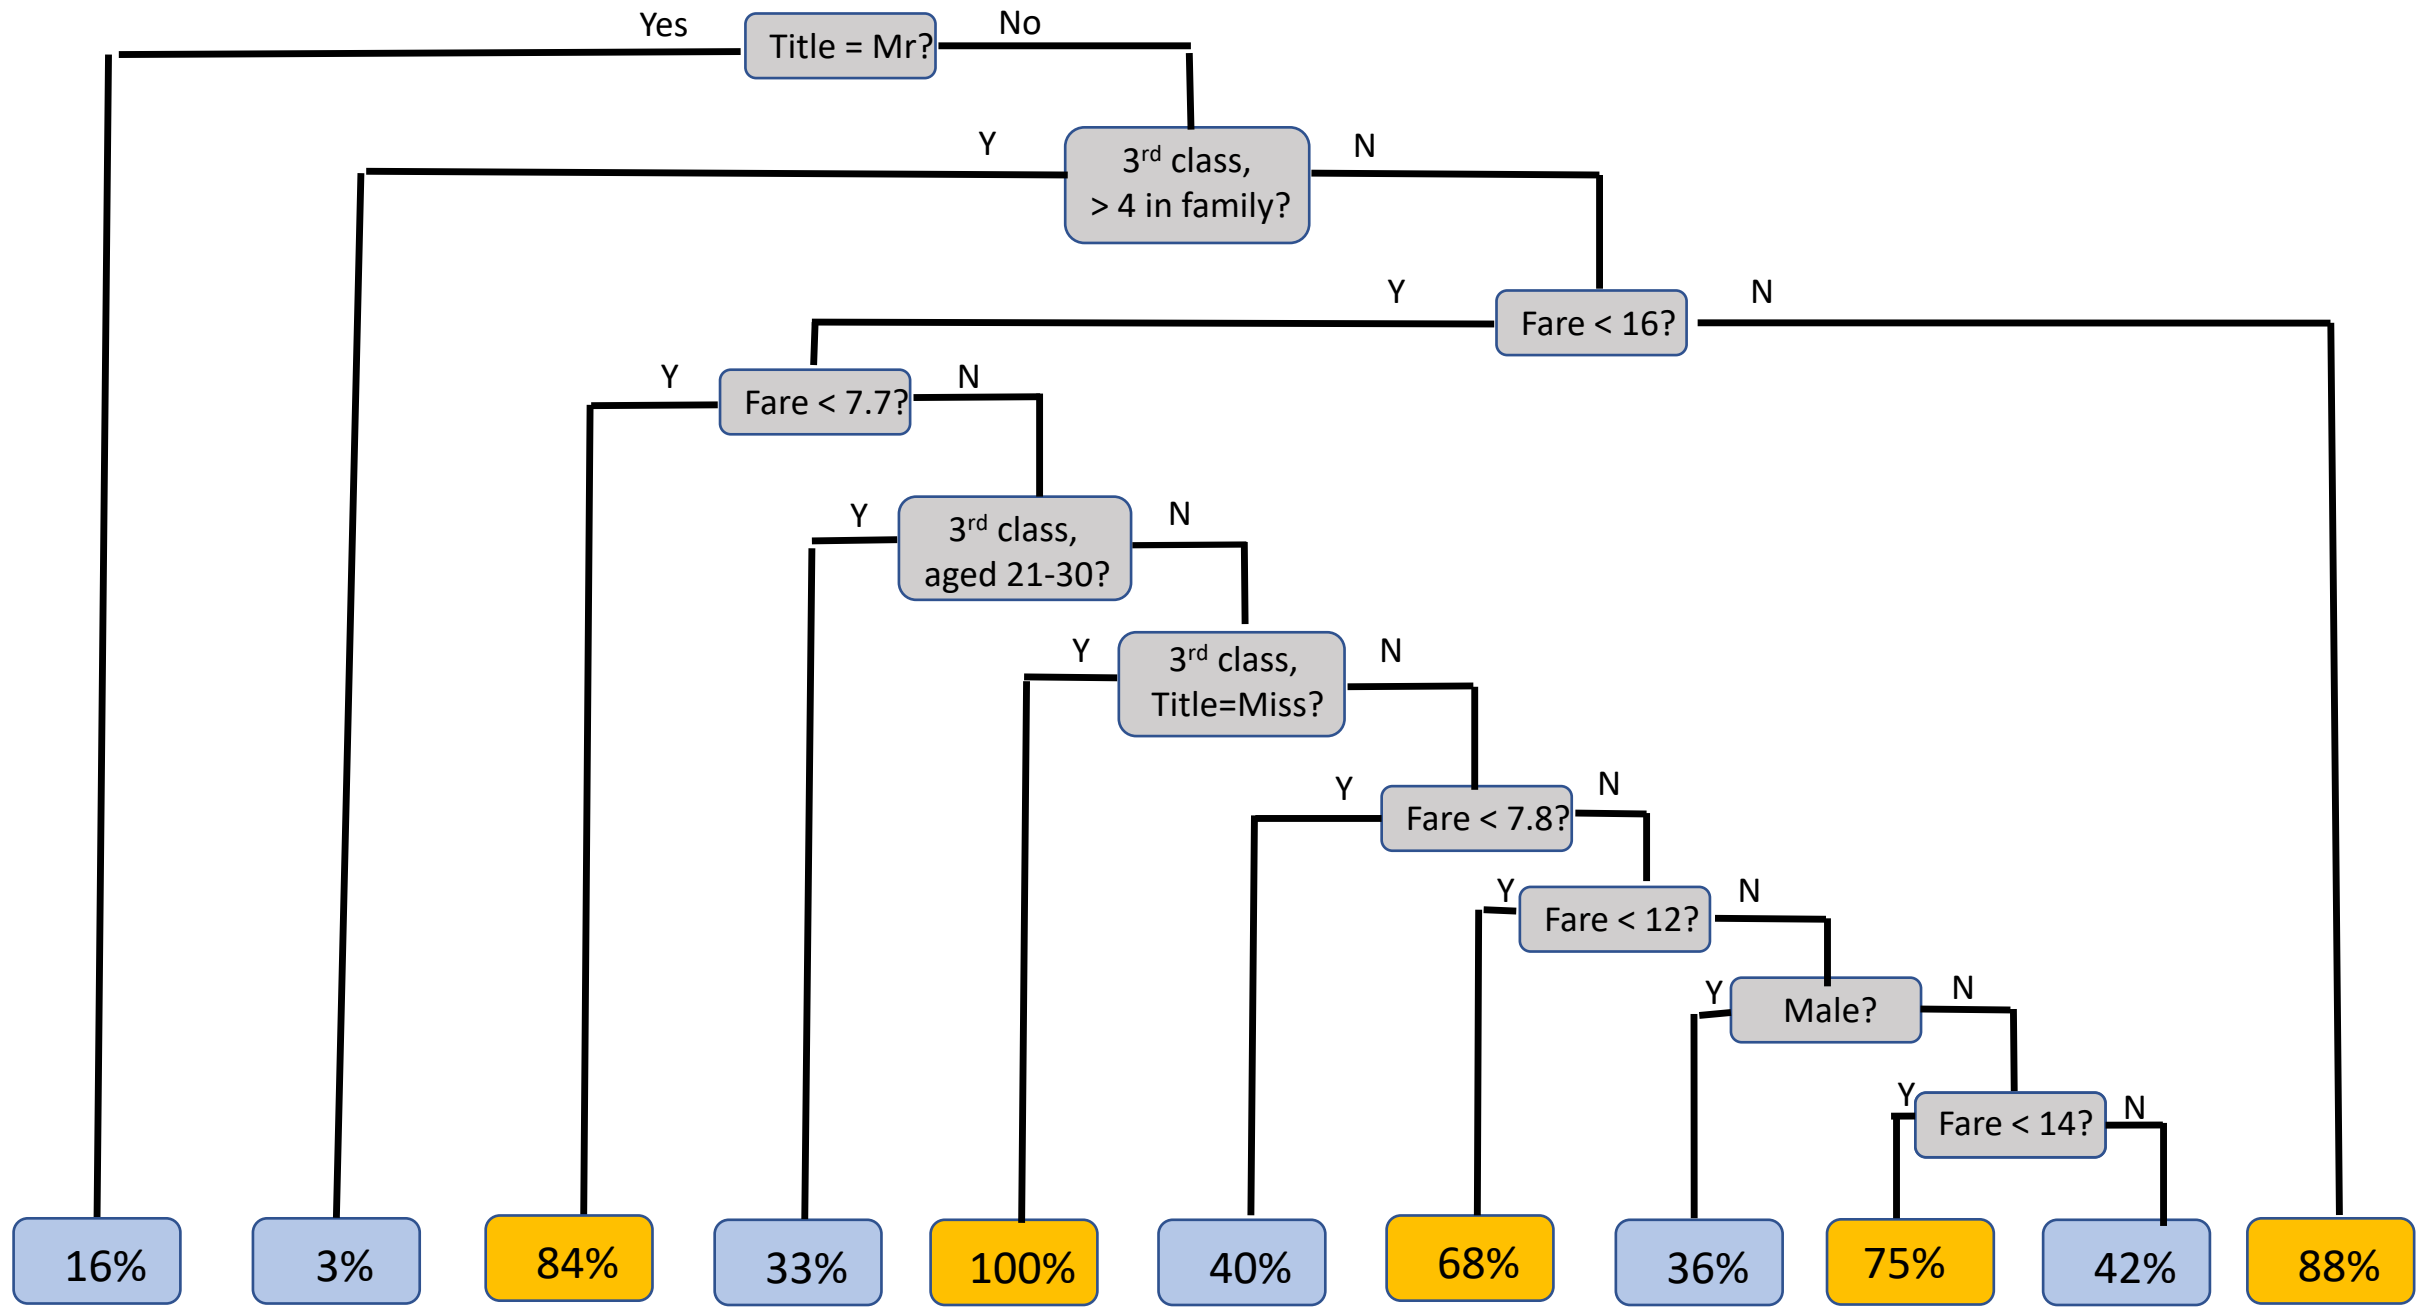 Yes
Title = Mr?
No
Y
3rd class,
> 4 in family?
N
Y
Fare < 16?
N
Y
Fare < 7.7?
N
Y
3rd class,
aged 21-30?
N
Y
3rd class,
Title=Miss?
N
Y
Fare < 7.8?
N
Y
Fare < 12?
N
Y
Male?
N
Y
Fare < 14?
N
16%
3%
84%
33%
100%
40%
68%
36%
75%
42%
88%